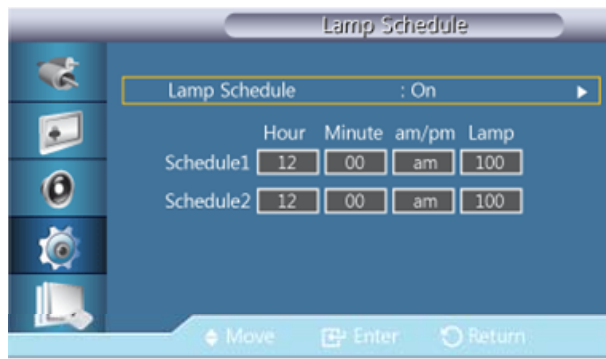 Lamp Schedule
Lamp Schedule : On
Hour Minute am/pm Lamp
Schedule1 12 00 am 100
Schedule2 12 00 am 100
Move Enter Return